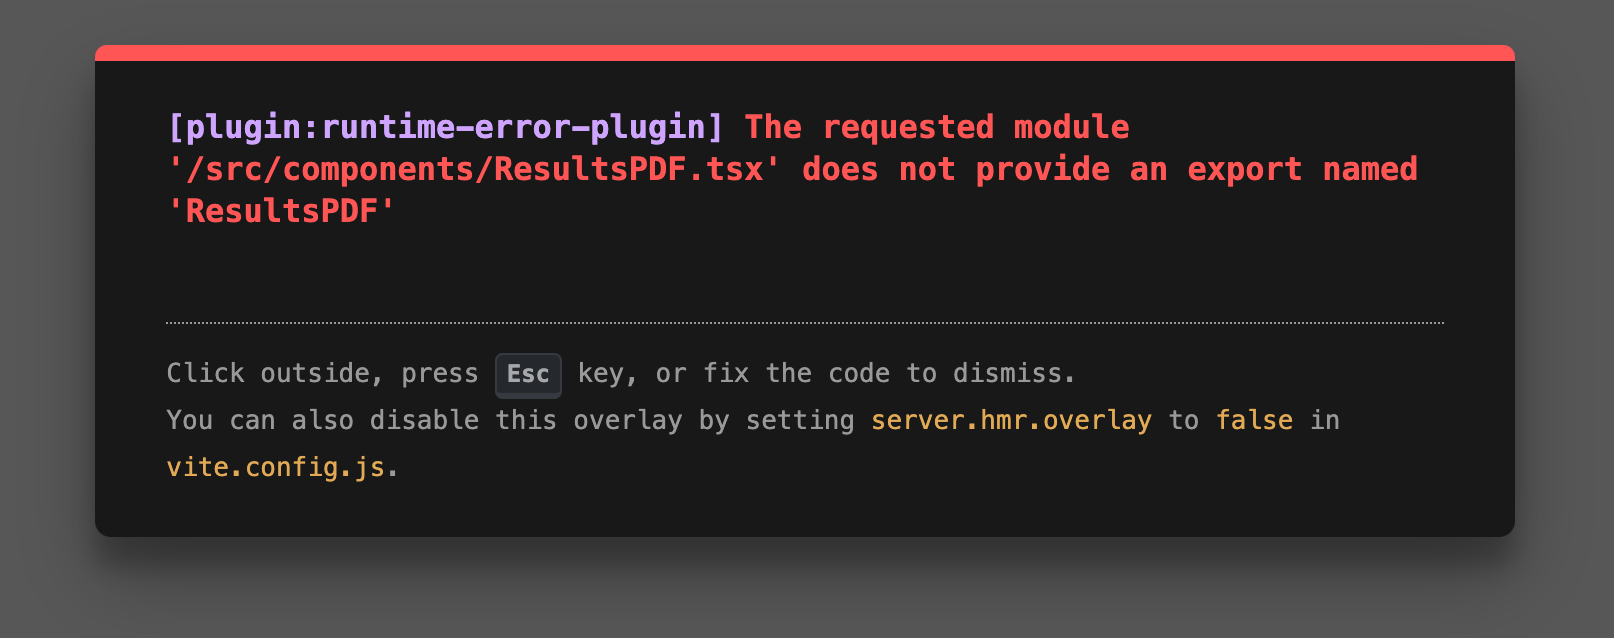 [plugin:runtime-error-plugin] The requested module
'/src/components/ResultsPDF.tsx' does not provide an export named
'ResultsPDF'
Click outside, press Esc key, or fix the code to dismiss.
You can also disable this overlay by setting server.hmr.overlay to false in
vite.config.js.